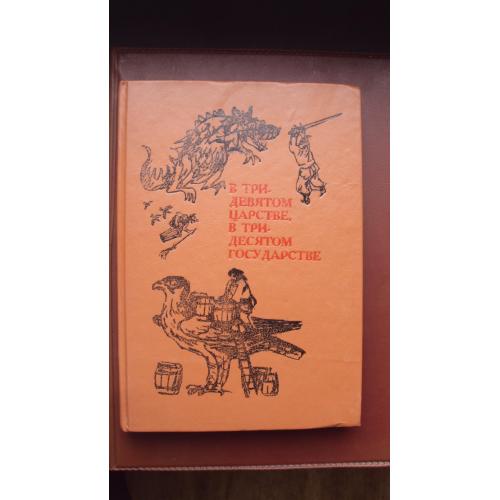 В ТРИ-
ДЕВЯТОМ
ЦАРСТВЕ,
В ТРИ-
ДЕСЯТОМ
ГОСУДАРСТВЕ